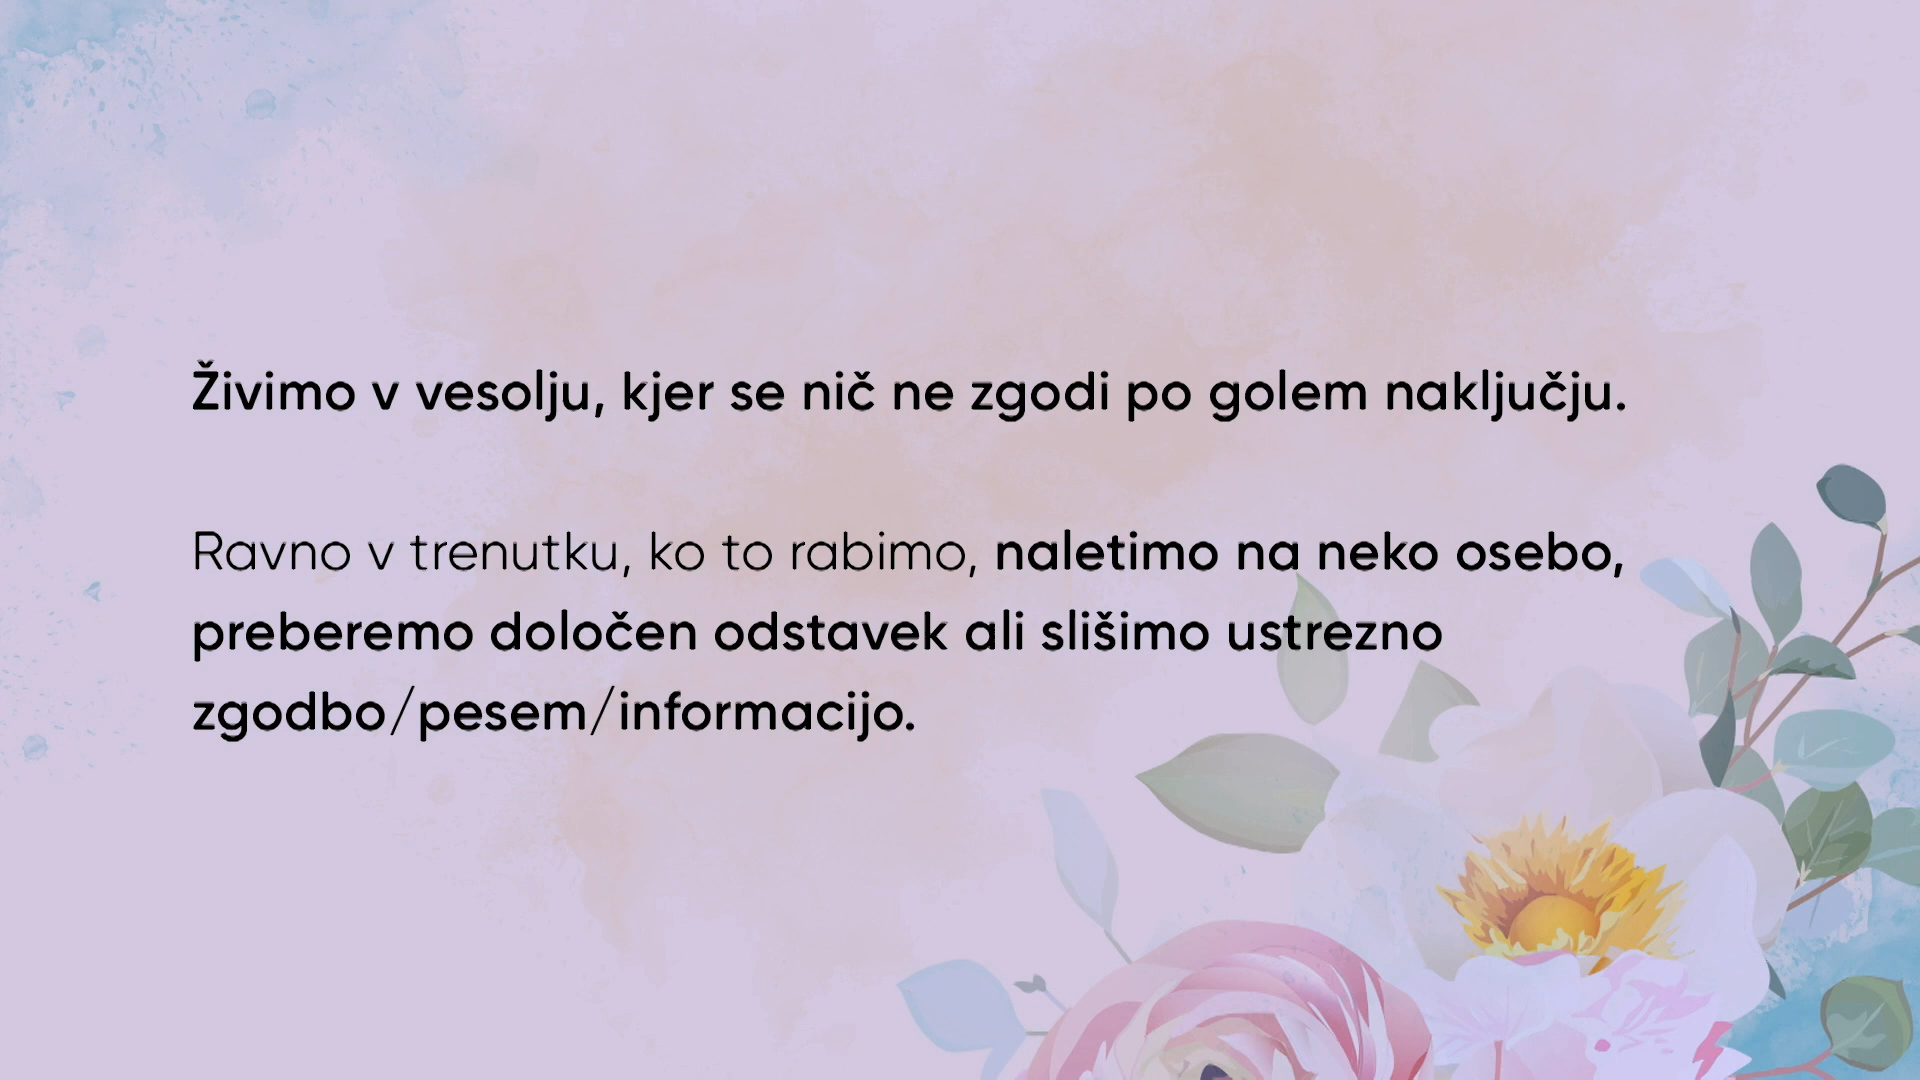 Živimo v vesolju, kjer se nič ne zgodi po golem naključju.
Ravno v trenutku, ko to rabimo, naletimo na neko osebo,
preberemo določen odstavek ali slišimo ustrezno
zgodbo/pesem/informacijo.